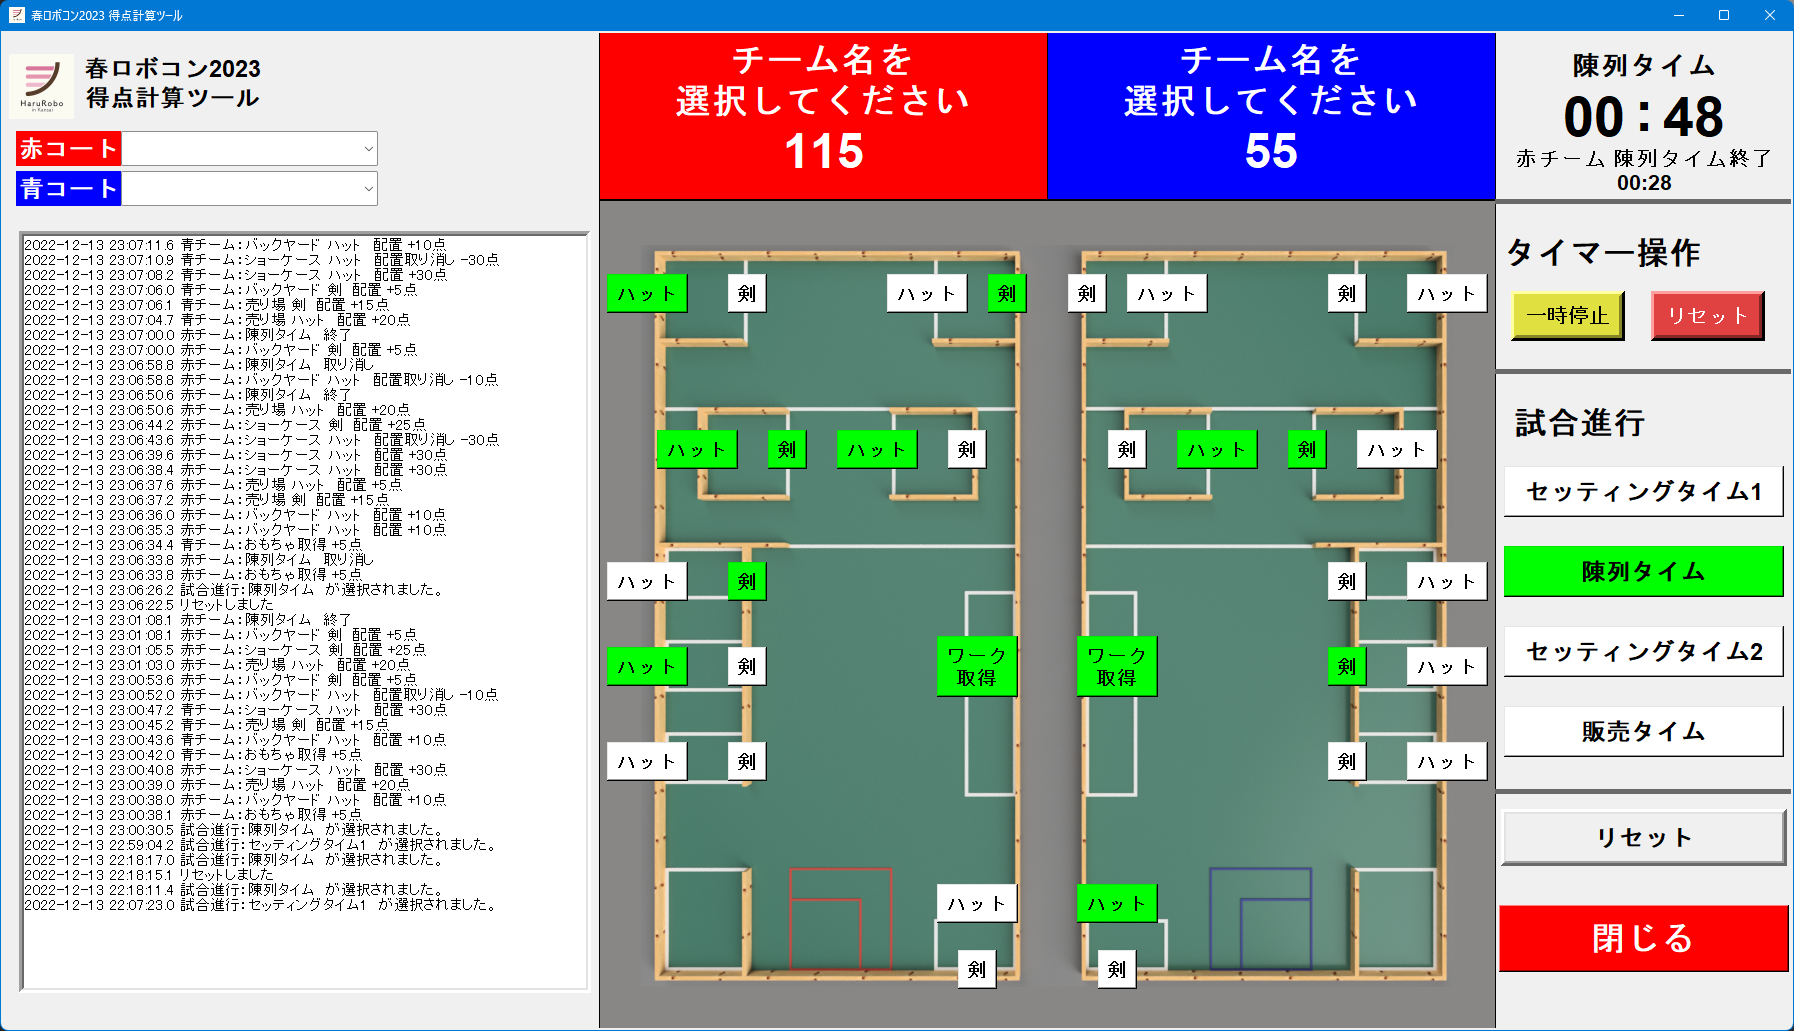 春ロボコン2023 得点計算ツール
HaruRobo
in Kansai
春ロボコン2023
得点計算ツール
赤コート
青コート
2022-12-13 23:07:11.6 青チーム:バックヤード ハット　配置 +10点
2022-12-13 23:07:10.9 青チーム:ショーケース ハット　配置取り消し -30点
2022-12-13 23:07:08.2 青チーム:ショーケース ハット　配置 +30点
2022-12-13 23:07:06.0 青チーム:バックヤード 剣　配置 +5点
2022-12-13 23:07:06.1 青チーム:売り場 剣　配置 +15点
2022-12-13 23:07:04.7 青チーム:売り場 ハット　配置 +20点
2022-12-13 23:07:00.0 赤チーム:陳列タイム　終了
2022-12-13 23:07:00.0 赤チーム:バックヤード 剣　配置 +5点
2022-12-13 23:06:58.8 赤チーム:陳列タイム　取り消し
2022-12-13 23:06:58.8 赤チーム:バックヤード ハット　配置取り消し -10点
2022-12-13 23:06:50.6 赤チーム:陳列タイム　終了
2022-12-13 23:06:50.6 赤チーム:売り場 ハット　配置 +20点
2022-12-13 23:06:44.2 赤チーム:ショーケース 剣　配置 +25点
2022-12-13 23:06:43.6 赤チーム:ショーケース ハット　配置取り消し -30点
2022-12-13 23:06:39.6 赤チーム:ショーケース ハット　配置 +30点
2022-12-13 23:06:38.4 赤チーム:ショーケース ハット　配置 +30点
2022-12-13 23:06:37.6 赤チーム:売り場 ハット　配置 +5点
2022-12-13 23:06:37.2 赤チーム:売り場 剣　配置 +15点
2022-12-13 23:06:36.0 赤チーム:バックヤード ハット　配置 +10点
2022-12-13 23:06:35.3 赤チーム:バックヤード ハット　配置 +10点
2022-12-13 23:06:34.4 青チーム:おもちゃ取得 +5点
2022-12-13 23:06:33.8 赤チーム:陳列タイム　取り消し
2022-12-13 23:06:33.8 赤チーム:おもちゃ取得 +5点
2022-12-13 23:06:26.2 試合進行:陳列タイム　が選択されました。
2022-12-13 23:06:22.5 リセットしました
2022-12-13 23:01:08.1 赤チーム:陳列タイム　終了
2022-12-13 23:01:08.1 赤チーム:バックヤード 剣　配置 +5点
2022-12-13 23:01:05.5 赤チーム:ショーケース 剣　配置 +25点
2022-12-13 23:01:03.0 赤チーム:売り場 ハット　配置 +20点
2022-12-13 23:00:53.6 赤チーム:バックヤード 剣　配置 +5点
2022-12-13 23:00:52.0 赤チーム:バックヤード ハット　配置取り消し -10点
2022-12-13 23:00:47.2 青チーム:ショーケース ハット　配置 +30点
2022-12-13 23:00:45.2 青チーム:売り場 剣　配置 +15点
2022-12-13 23:00:43.6 青チーム:バックヤード ハット　配置 +10点
2022-12-13 23:00:42.0 青チーム:おもちゃ取得 +5点
2022-12-13 23:00:40.8 赤チーム:ショーケース ハット　配置 +30点
2022-12-13 23:00:39.0 赤チーム:売り場 ハット　配置 +20点
2022-12-13 23:00:38.0 赤チーム:バックヤード ハット　配置 +10点
2022-12-13 23:00:38.1 赤チーム:おもちゃ取得 +5点
2022-12-13 23:00:30.5 試合進行:陳列タイム　が選択されました。
2022-12-13 22:59:04.2 試合進行:セッティングタイム1　が選択されました。
2022-12-13 22:18:17.0 試合進行:陳列タイム　が選択されました。
2022-12-13 22:18:15.1 リセットしました
2022-12-13 22:18:11.4 試合進行:陳列タイム　が選択されました。
2022-12-13 22:07:23.0 試合進行:セッティングタイム1　が選択されました。
チーム名を
選択してください
115
チーム名を
選択してください
55
ハット 剣 ハット 剣 剣 ハット 剣 ハット
ハット 剣 ハット 剣 剣 ハット 剣 ハット
ハット 剣 剣 ハット
ハット 剣 ワーク取得 ワーク取得 剣 ハット
ハット 剣 剣 ハット
ハット ハット
剣 剣
陳列タイム
00:48
赤チーム 陳列タイム終了
00:28
タイマー操作
一時停止 リセット
試合進行
セッティングタイム1
陳列タイム
セッティングタイム2
販売タイム
リセット
閉じる